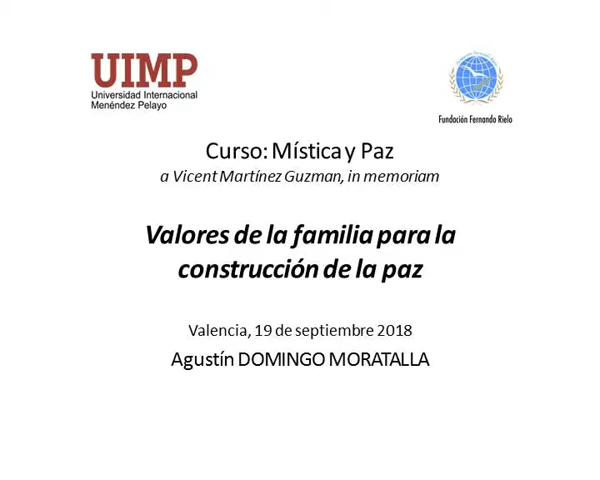 UIMP
Universidad Internacional
Menéndez Pelayo
Fundación Fernando Rielo
Curso: Mística y Paz
a Vicent Martínez Guzman, in memoriam
Valores de la familia para la
construcción de la paz
Valencia, 19 de septiembre 2018
Agustín DOMINGO MORATALLA